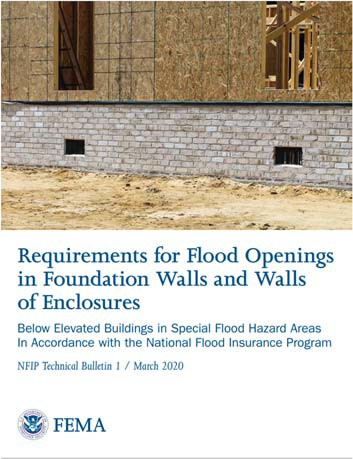 Requirements for Flood Openings
in Foundation Walls and Walls
of Enclosures
Below Elevated Buildings in Special Flood Hazard Areas
In Accordance with the National Flood Insurance Program
NFIP Technical Bulletin 1 / March 2020
FEMA